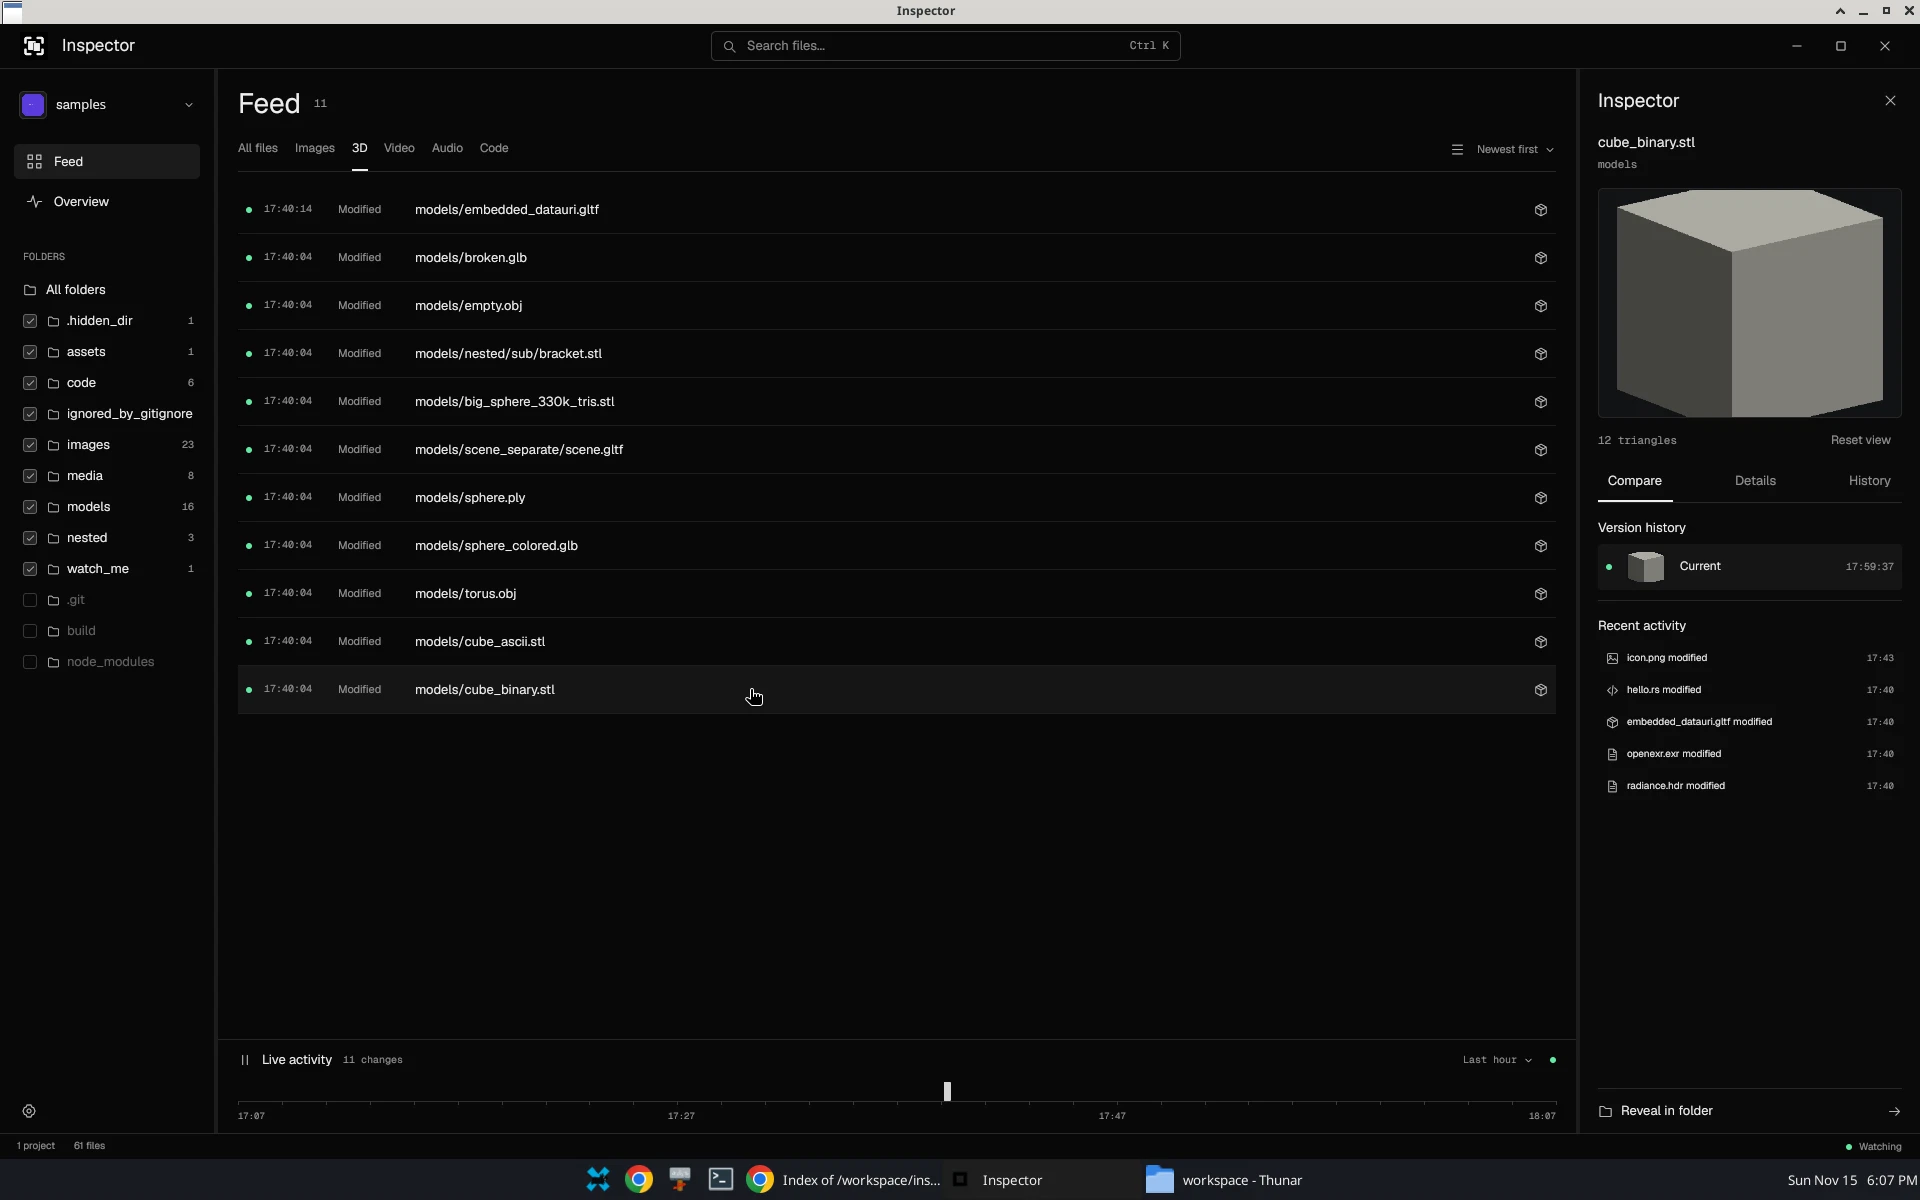 Inspector
Inspector
Search files...
Ctrl K
samples
Feed
Overview
FOLDERS
All folders
.hidden_dir 1
assets 1
code 6
ignored_by_gitignore
images 23
media 8
models 16
nested 3
watch_me 1
.git
build
node_modules
Feed 11
All files Images 3D Video Audio Code
Newest first
17:40:14 Modified models/embedded_datauri.gltf
17:40:04 Modified models/broken.glb
17:40:04 Modified models/empty.obj
17:40:04 Modified models/nested/sub/bracket.stl
17:40:04 Modified models/big_sphere_330k_tris.stl
17:40:04 Modified models/scene_separate/scene.gltf
17:40:04 Modified models/sphere.ply
17:40:04 Modified models/sphere_colored.glb
17:40:04 Modified models/torus.obj
17:40:04 Modified models/cube_ascii.stl
17:40:04 Modified models/cube_binary.stl
Live activity 11 changes
Last hour
17:07 17:27 17:47 18:07
Inspector
cube_binary.stl
models
12 triangles Reset view
Compare Details History
Version history
Current 17:59:37
Recent activity
icon.png modified 17:43
hello.rs modified 17:40
embedded_datauri.gltf modified 17:40
openexr.exr modified 17:40
radiance.hdr modified 17:40
Reveal in folder
1 project 61 files
Watching
Index of /workspace/ins...
Inspector
workspace - Thunar
Sun Nov 15 6:07 PM